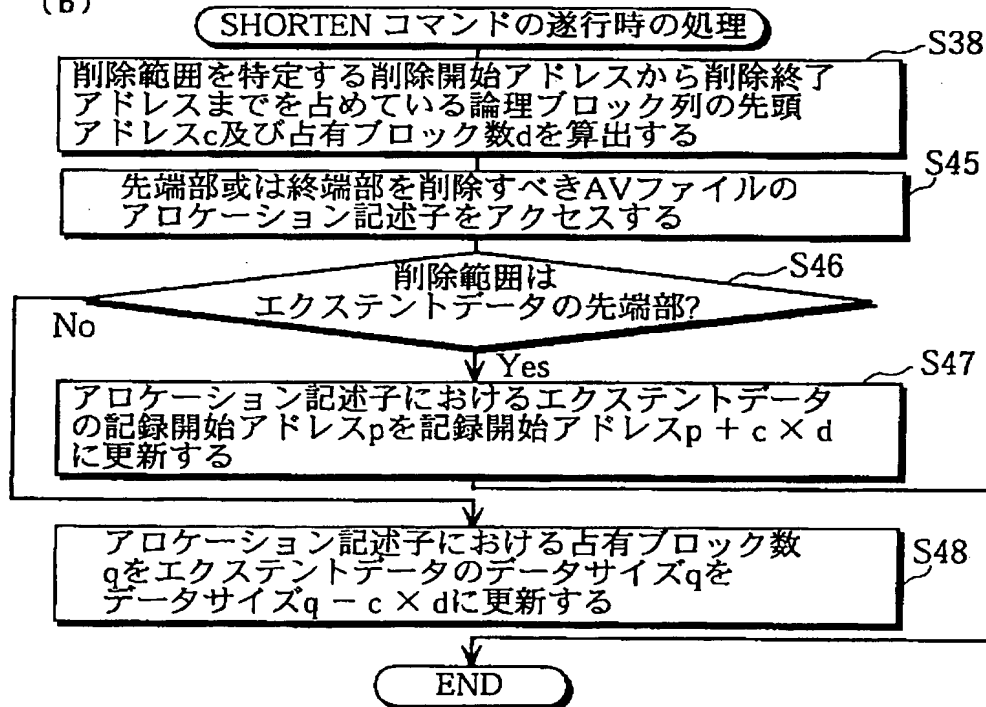 (b)
SHORTEN コマンドの遂行時の処理
S38
削除範囲を特定する削除開始アドレスから削除終了
アドレスまでを占めている論理ブロック列の先頭
アドレスc及び占有ブロック数dを算出する
S45
先端部或は終端部を削除すべきAVファイルの
アロケーション記述子をアクセスする
S46
削除範囲は
エクステントデータの先端部?
No
Yes
S47
アロケーション記述子におけるエクステントデータ
の記録開始アドレスpを記録開始アドレスp + c × d
に更新する
S48
アロケーション記述子における占有ブロック数
qをエクステントデータのデータサイズqを
データサイズq − c × dに更新する
END